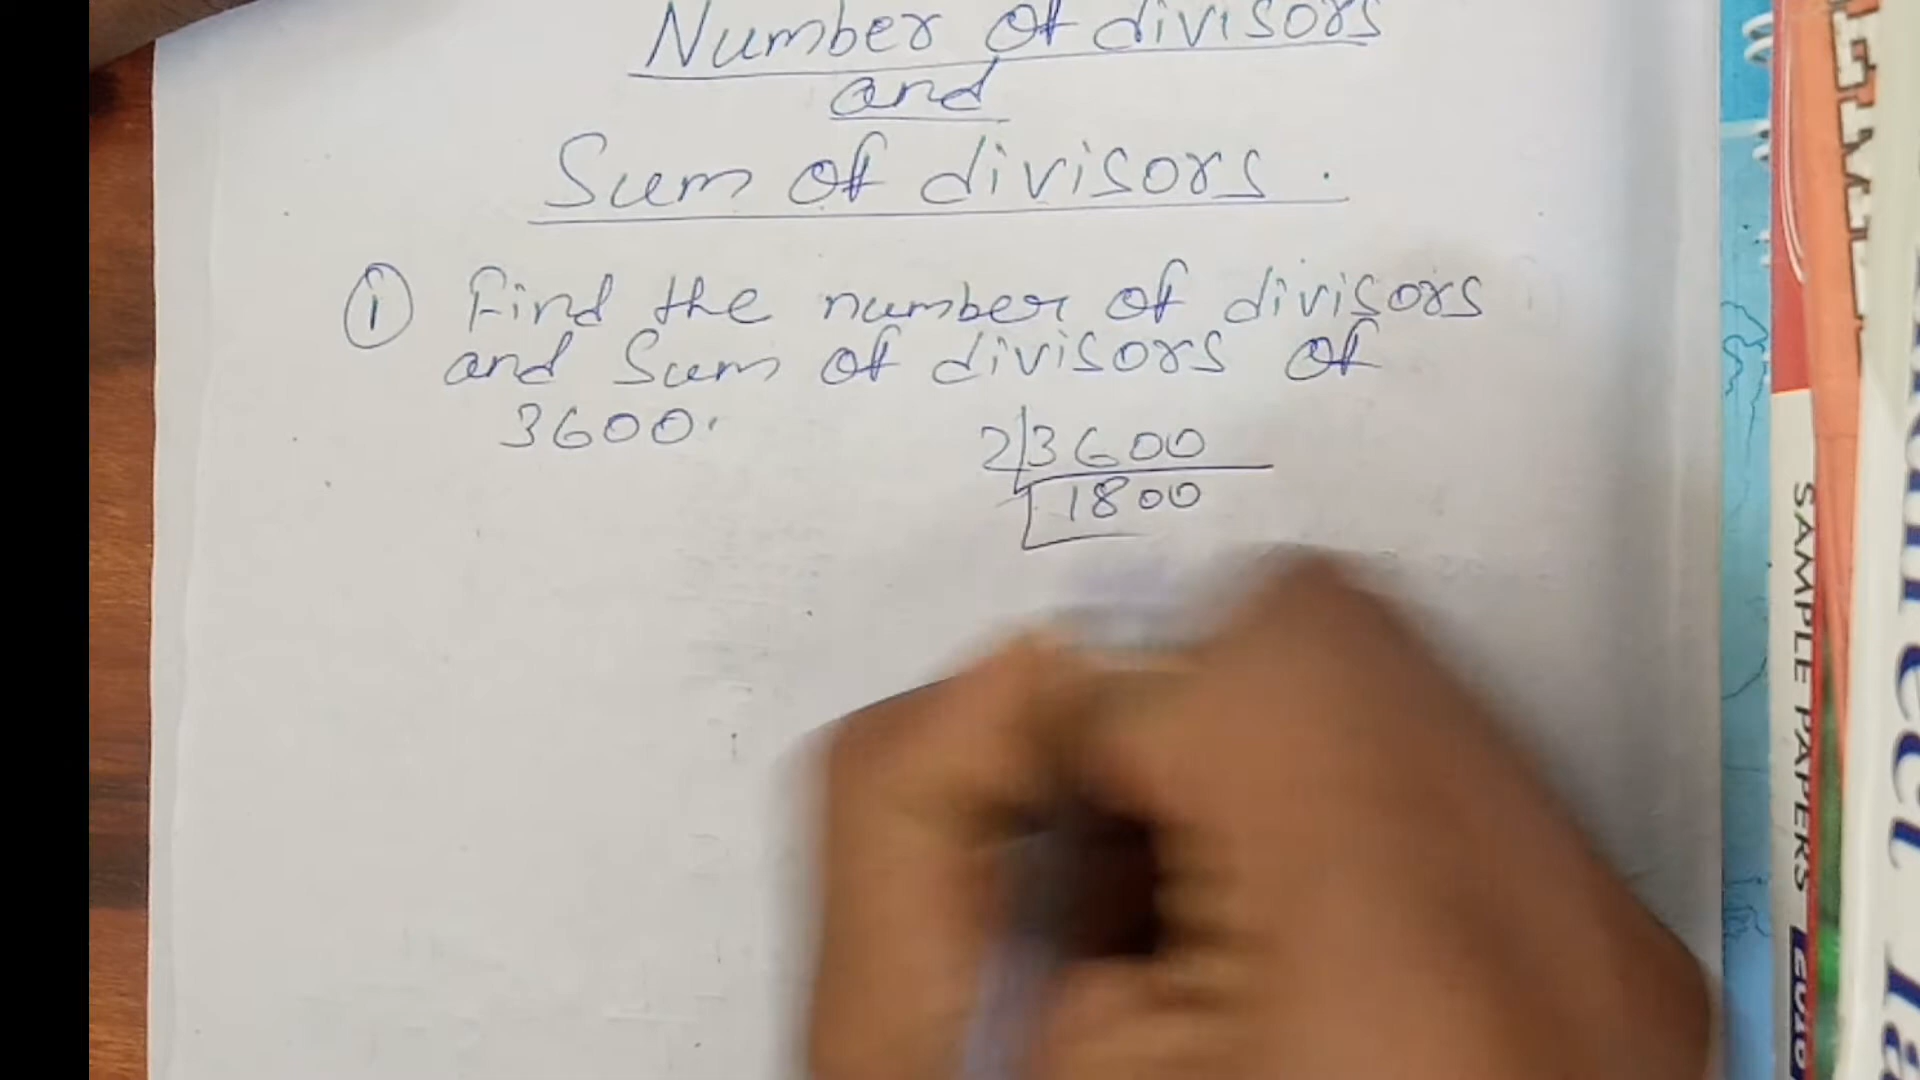 Number of divisors
and
Sum of divisors.
① Find the number of divisors
and Sum of divisors of
3600.
2|3600
1800
SAMPLE PAPERS